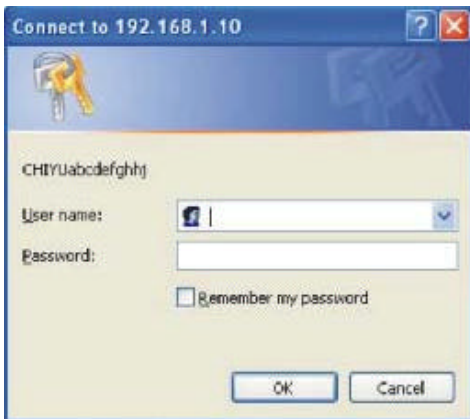 Connect to 192.168.1.10
CHIYUabcdefghhj
User name:
Password:
Remember my password
OK Cancel